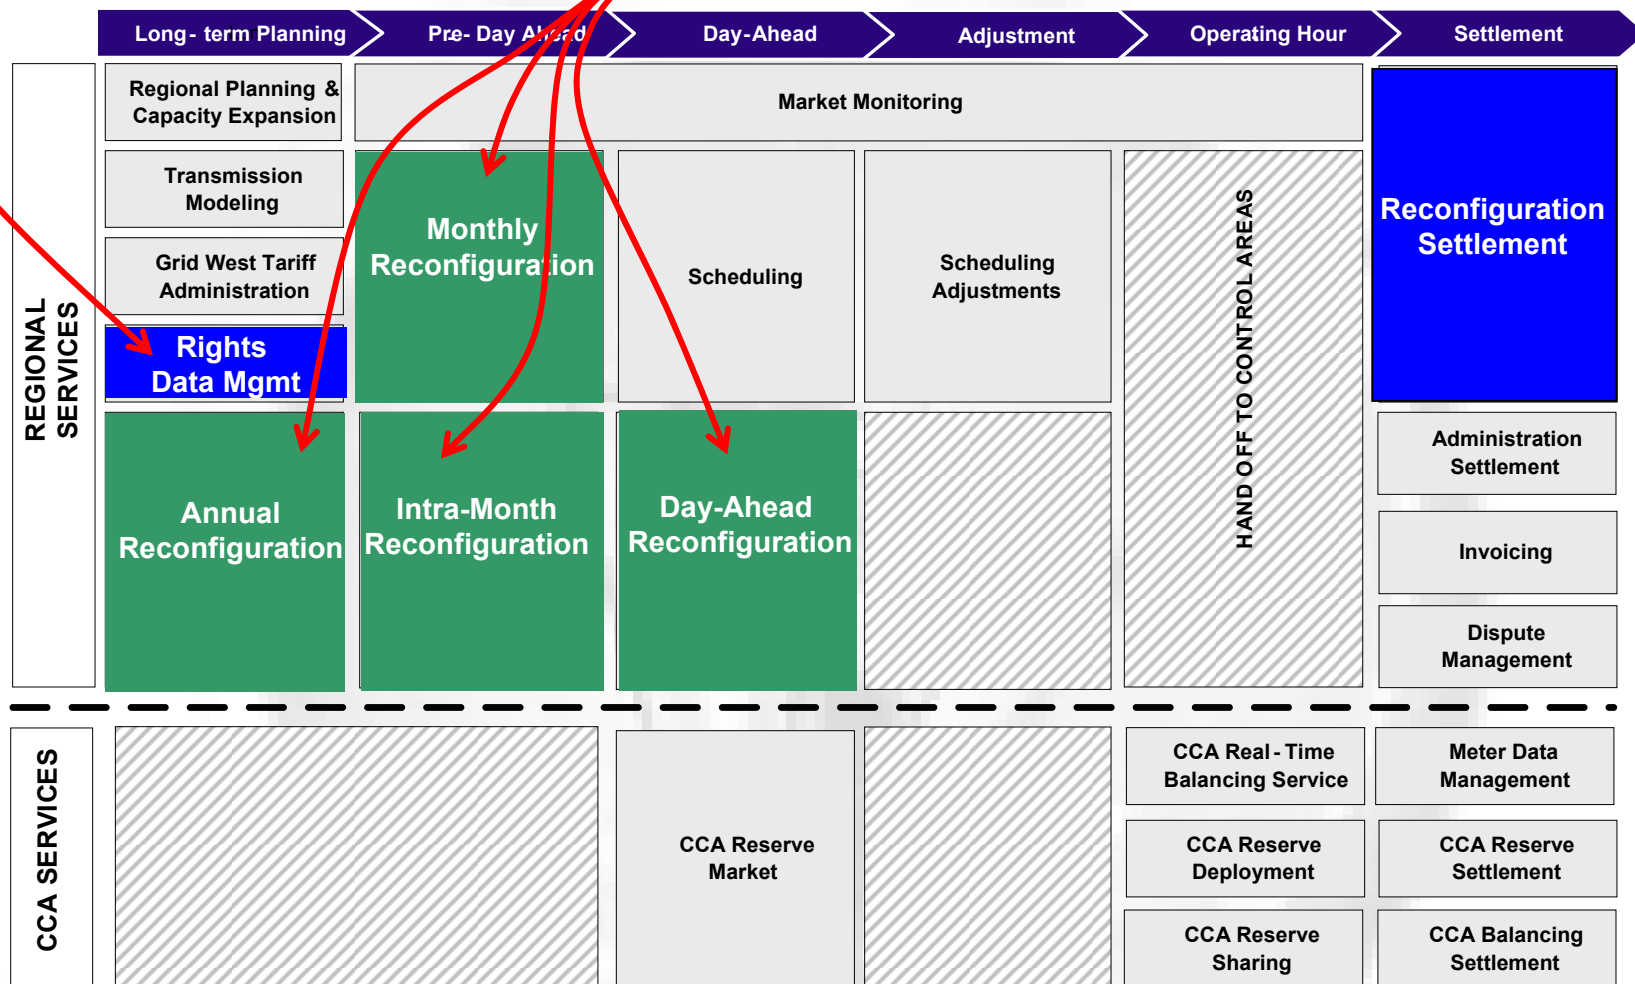 Long- term Planning
Pre- Day Ahead
Day-Ahead
Adjustment
Operating Hour
Settlement
REGIONAL
SERVICES
Regional Planning &
Capacity Expansion
Market Monitoring
Transmission
Modeling
Grid West Tariff
Administration
Rights
Data Mgmt
Monthly
Reconfiguration
Scheduling
Scheduling
Adjustments
HAND OFF TO CONTROL AREAS
Reconfiguration
Settlement
Annual
Reconfiguration
Intra-Month
Reconfiguration
Day-Ahead
Reconfiguration
Administration
Settlement
Invoicing
Dispute
Management
CCA SERVICES
CCA Reserve
Market
CCA Real - Time
Balancing Service
Meter Data
Management
CCA Reserve
Deployment
CCA Reserve
Settlement
CCA Reserve
Sharing
CCA Balancing
Settlement